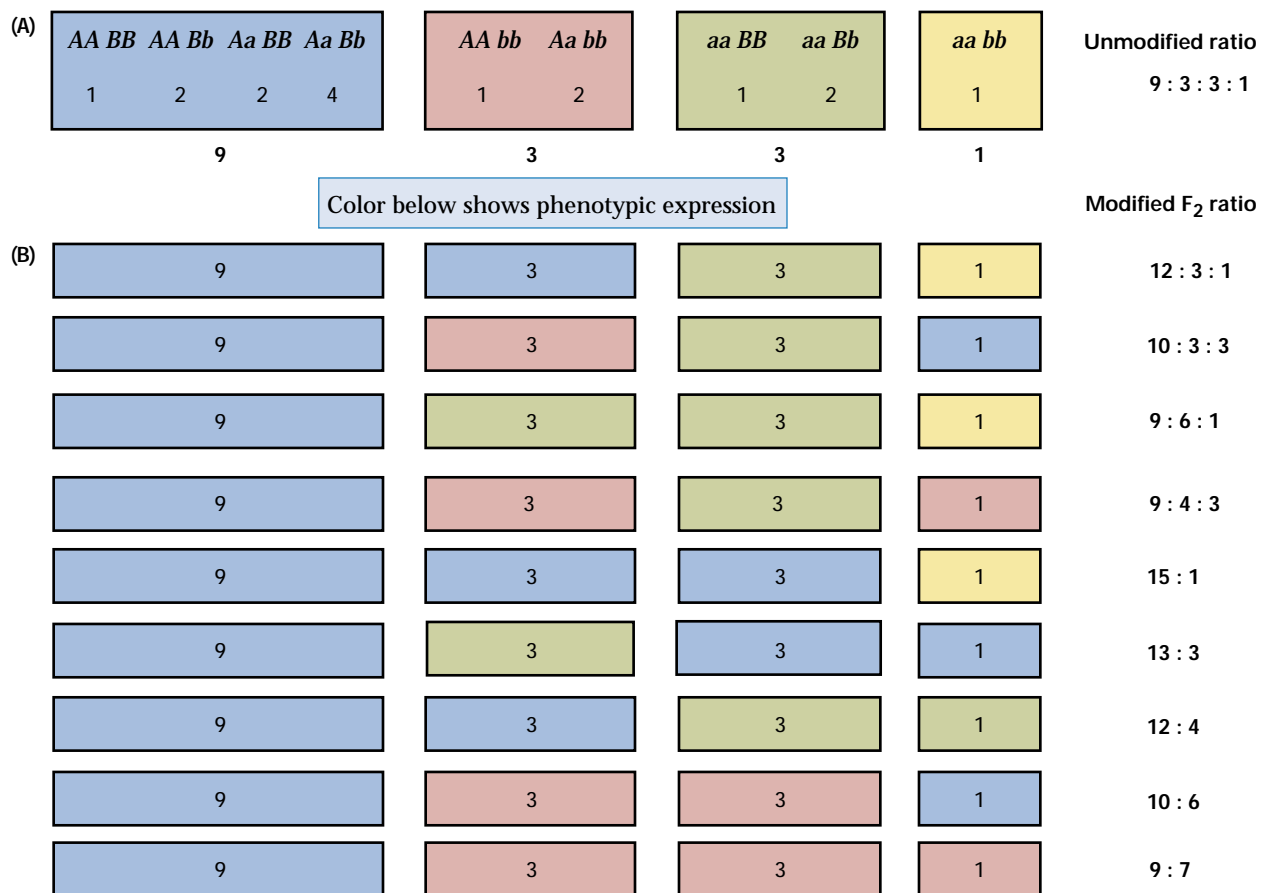 (A) AA BB AA Bb Aa BB Aa Bb AA bb Aa bb aa BB aa Bb aa bb Unmodified ratio
1 2 2 4 1 2 1 2 1 9 : 3 : 3 : 1
9 3 3 1
Color below shows phenotypic expression Modified F2 ratio
(B) 9 3 3 1 12 : 3 : 1
9 3 3 1 10 : 3 : 3
9 3 3 1 9 : 6 : 1
9 3 3 1 9 : 4 : 3
9 3 3 1 15 : 1
9 3 3 1 13 : 3
9 3 3 1 12 : 4
9 3 3 1 10 : 6
9 3 3 1 9 : 7